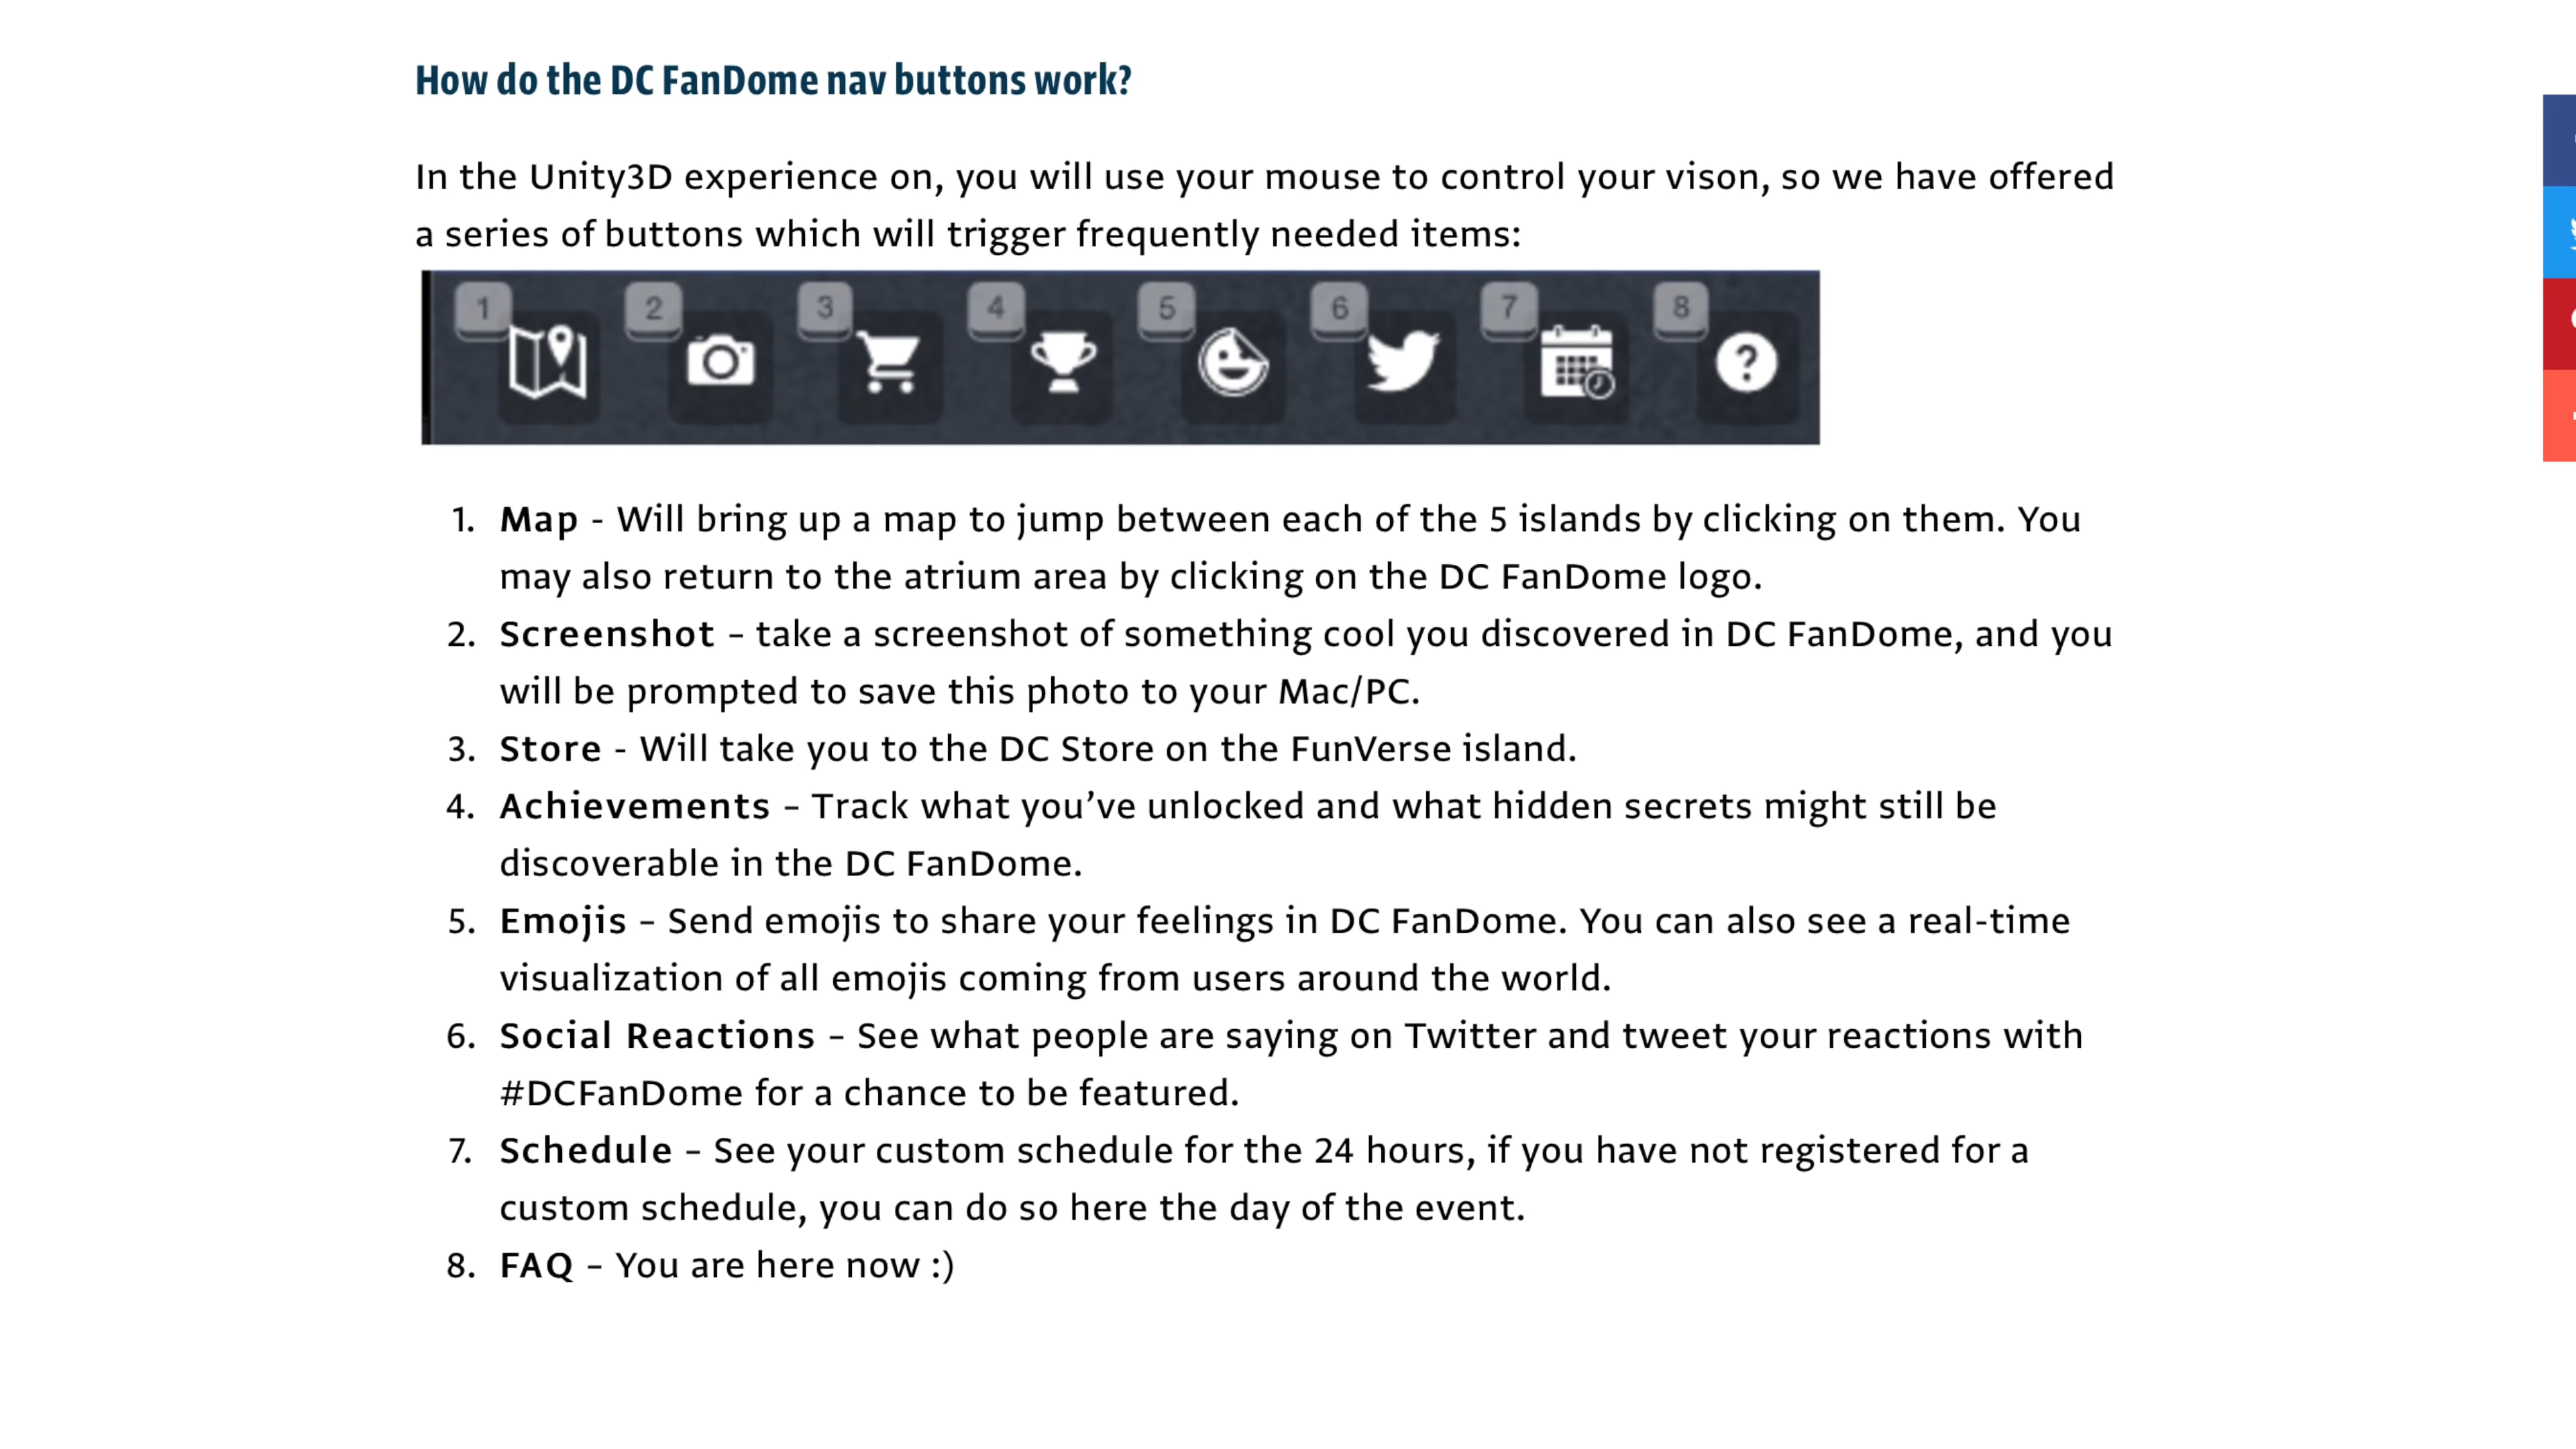 How do the DC FanDome nav buttons work?
In the Unity3D experience on, you will use your mouse to control your vison, so we have offered
a series of buttons which will trigger frequently needed items:
1 2 3 4 5 6 7 8
1. Map - Will bring up a map to jump between each of the 5 islands by clicking on them. You
may also return to the atrium area by clicking on the DC FanDome logo.
2. Screenshot – take a screenshot of something cool you discovered in DC FanDome, and you
will be prompted to save this photo to your Mac/PC.
3. Store - Will take you to the DC Store on the FunVerse island.
4. Achievements – Track what you’ve unlocked and what hidden secrets might still be
discoverable in the DC FanDome.
5. Emojis – Send emojis to share your feelings in DC FanDome. You can also see a real-time
visualization of all emojis coming from users around the world.
6. Social Reactions – See what people are saying on Twitter and tweet your reactions with
#DCFanDome for a chance to be featured.
7. Schedule – See your custom schedule for the 24 hours, if you have not registered for a
custom schedule, you can do so here the day of the event.
8. FAQ – You are here now :)